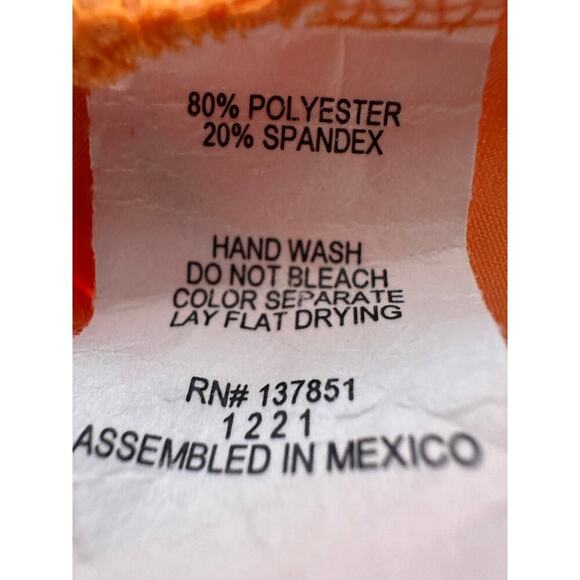 80% POLYESTER
20% SPANDEX
HAND WASH
DO NOT BLEACH
COLOR SEPARATE
LAY FLAT DRYING
RN# 137851
1221
ASSEMBLED IN MEXICO